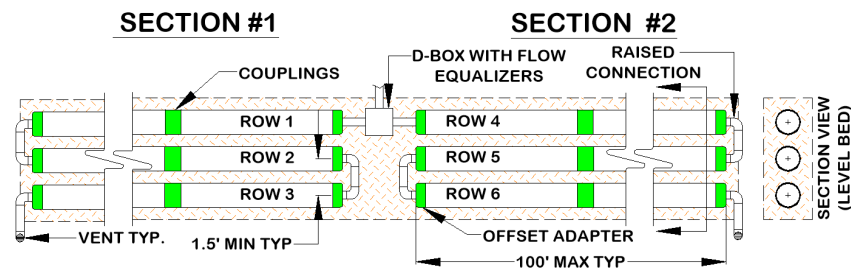 SECTION #1
SECTION #2
COUPLINGS
D-BOX WITH FLOW
EQUALIZERS
RAISED
CONNECTION
ROW 1
ROW 4
ROW 2
ROW 5
ROW 3
ROW 6
VENT TYP.
1.5' MIN TYP
OFFSET ADAPTER
100' MAX TYP
SECTION VIEW
(LEVEL BED)